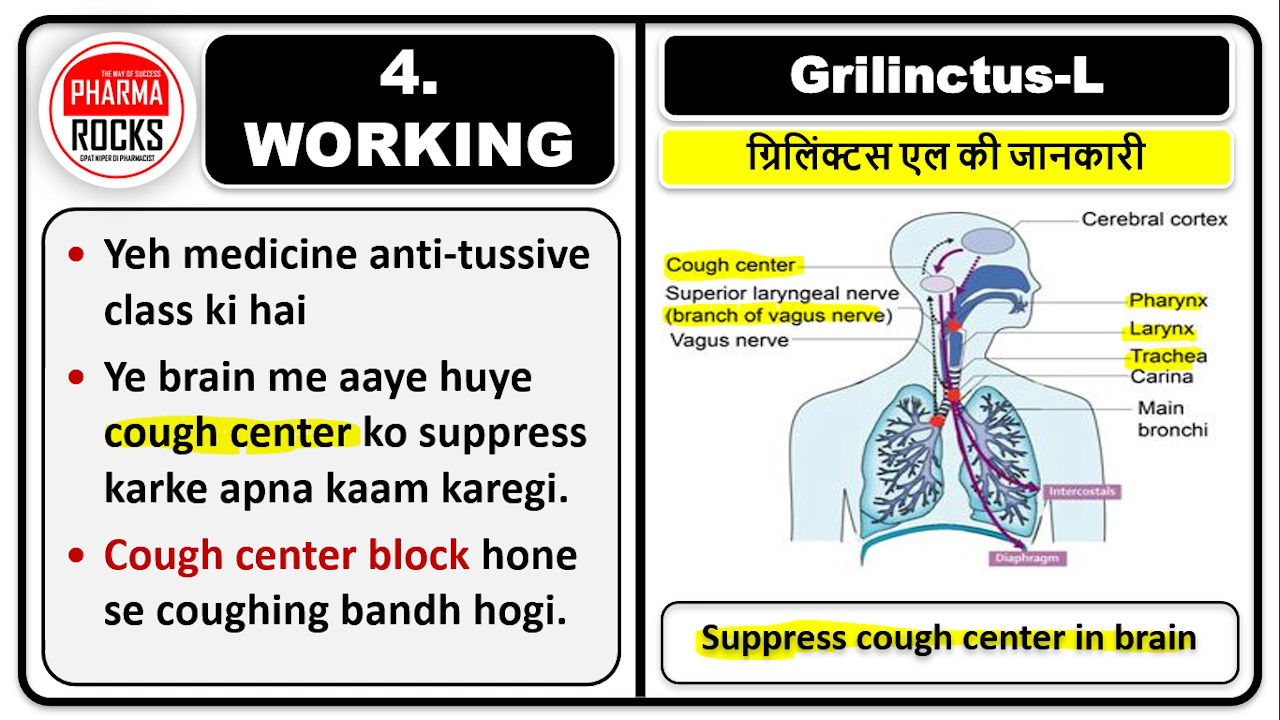 THE WAY OF SUCCESS
PHARMA
ROCKS
GPAT NIPER DI PHARMACIST
4.
WORKING
• Yeh medicine anti-tussive
class ki hai
• Ye brain me aaye huye
cough center ko suppress
karke apna kaam karegi.
• Cough center block hone
se coughing bandh hogi.
Grilinctus-L
ग्रिलिंक्टस एल की जानकारी
Cerebral cortex
Cough center
Superior laryngeal nerve
(branch of vagus nerve)
Vagus nerve
Pharynx
Larynx
Trachea
Carina
Main
bronchi
Intercostals
Diaphragm
Suppress cough center in brain